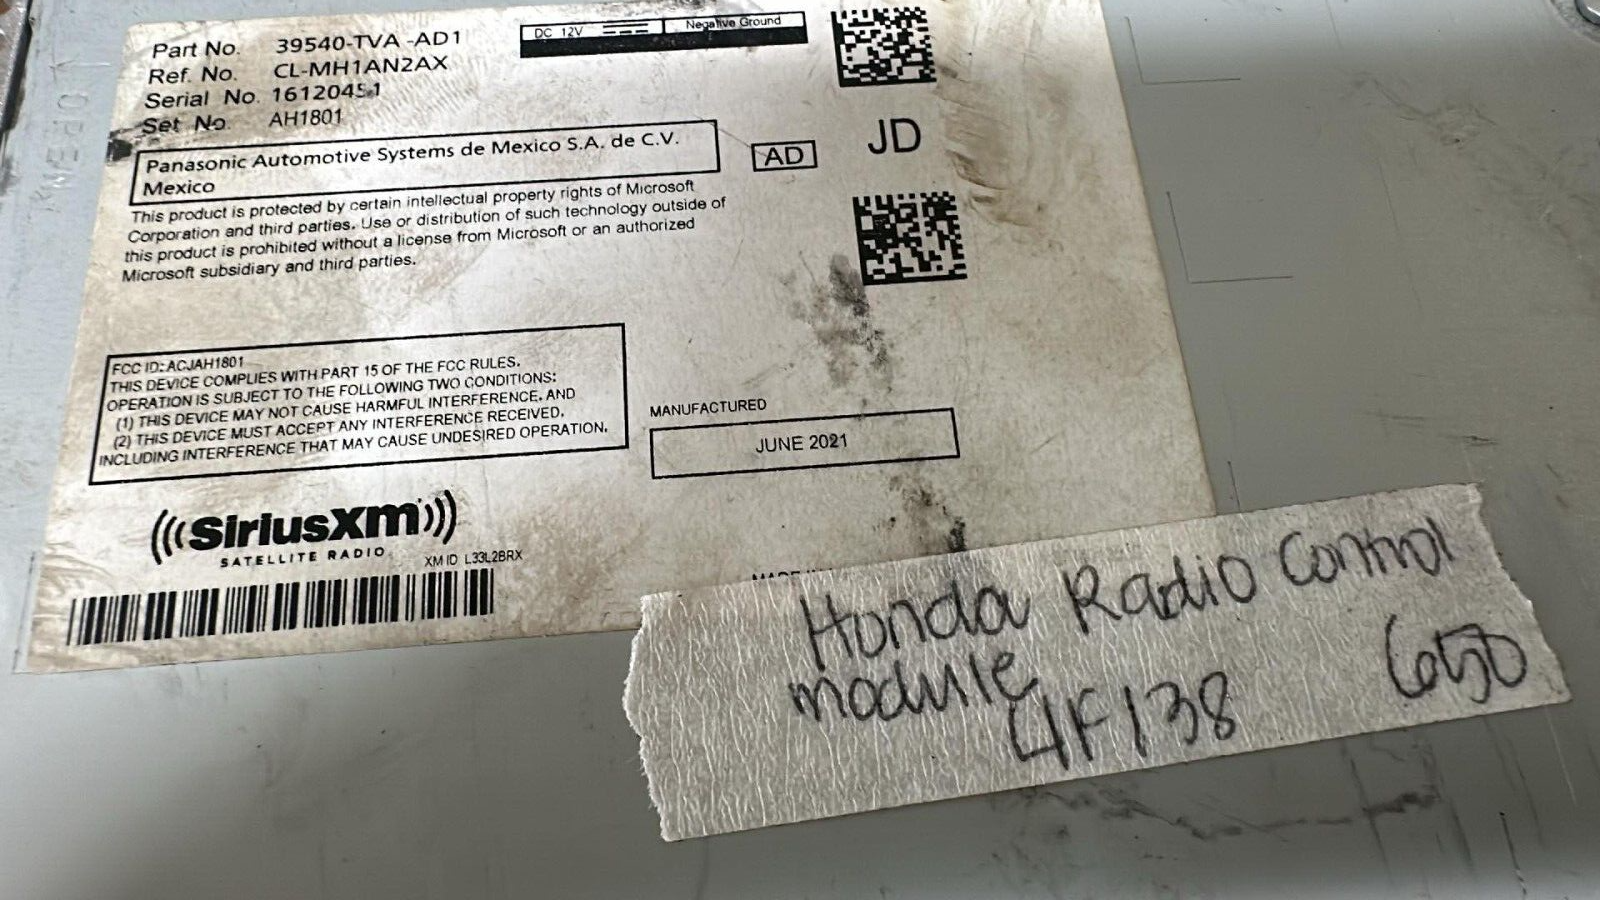 Part No. 39540-TVA -AD1
Ref. No. CL-MH1AN2AX
Serial No. 16120451
Set No. AH1801
DC 12V Negative Ground
Panasonic Automotive Systems de Mexico S.A. de C.V.
Mexico
AD
JD
This product is protected by certain intellectual property rights of Microsoft
Corporation and third parties. Use or distribution of such technology outside of
this product is prohibited without a license from Microsoft or an authorized
Microsoft subsidiary and third parties.
FCC ID:ACJAH1801
THIS DEVICE COMPLIES WITH PART 15 OF THE FCC RULES.
OPERATION IS SUBJECT TO THE FOLLOWING TWO CONDITIONS:
(1) THIS DEVICE MAY NOT CAUSE HARMFUL INTERFERENCE, AND
(2) THIS DEVICE MUST ACCEPT ANY INTERFERENCE RECEIVED,
INCLUDING INTERFERENCE THAT MAY CAUSE UNDESIRED OPERATION.
MANUFACTURED
JUNE 2021
SiriusXm
SATELLITE RADIO
XM ID L33L2BRX
Honda Radio Control
module
4F138
650